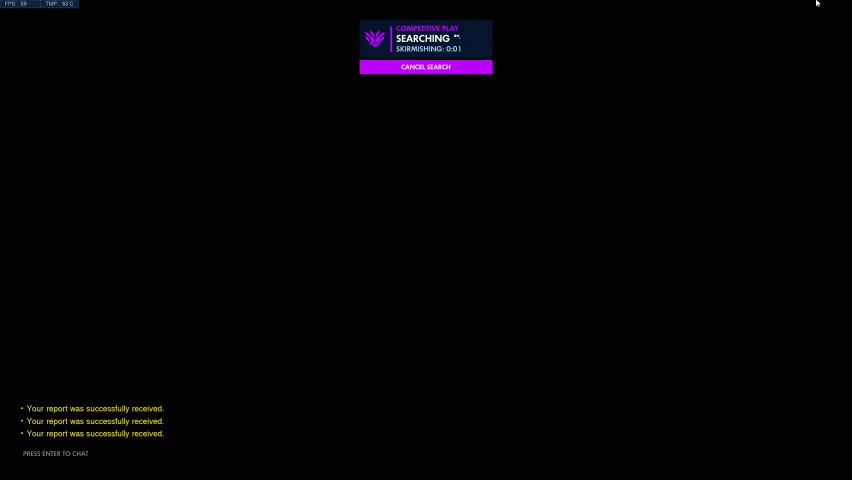 FPS: 59 TMP: 63 C
COMPETITIVE PLAY
SEARCHING
SKIRMISHING: 0:01
CANCEL SEARCH
• Your report was successfully received.
• Your report was successfully received.
• Your report was successfully received.
PRESS ENTER TO CHAT